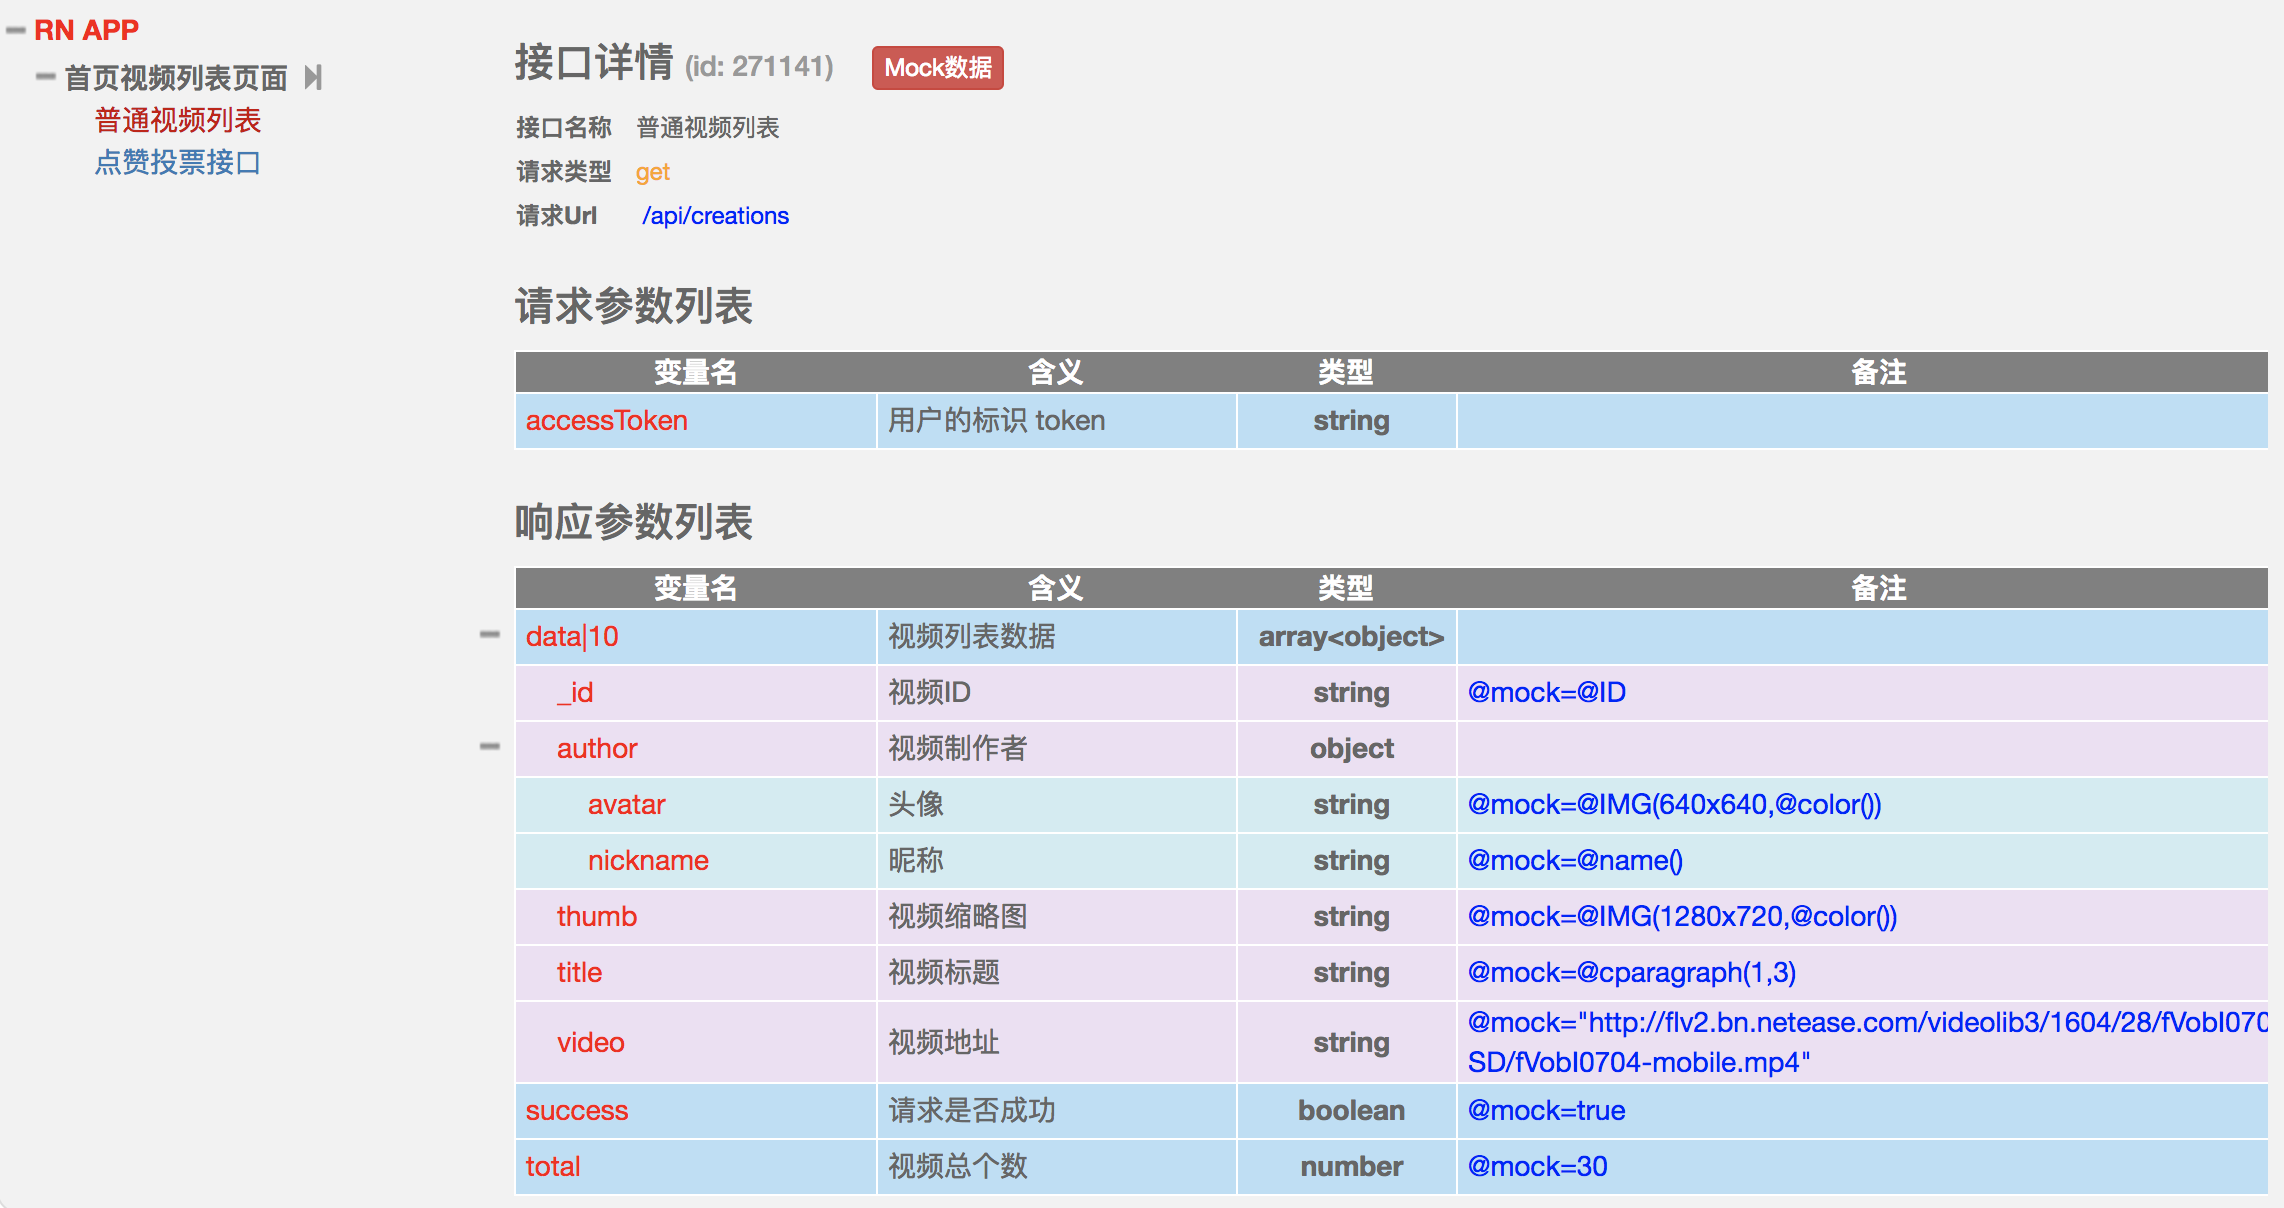 RN APP
首页视频列表页面
普通视频列表
点赞投票接口
接口详情 (id: 271141) Mock数据
接口名称 普通视频列表
请求类型 get
请求Url /api/creations
请求参数列表
变量名 含义 类型 备注
accessToken 用户的标识 token string
响应参数列表
变量名 含义 类型 备注
data|10 视频列表数据 array<object>
_id 视频ID string @mock=@ID
author 视频制作者 object
avatar 头像 string @mock=@IMG(640x640,@color())
nickname 昵称 string @mock=@name()
thumb 视频缩略图 string @mock=@IMG(1280x720,@color())
title 视频标题 string @mock=@cparagraph(1,3)
video 视频地址 string @mock="http://flv2.bn.netease.com/videolib3/1604/28/fVobI070
SD/fVobI0704-mobile.mp4"
success 请求是否成功 boolean @mock=true
total 视频总个数 number @mock=30